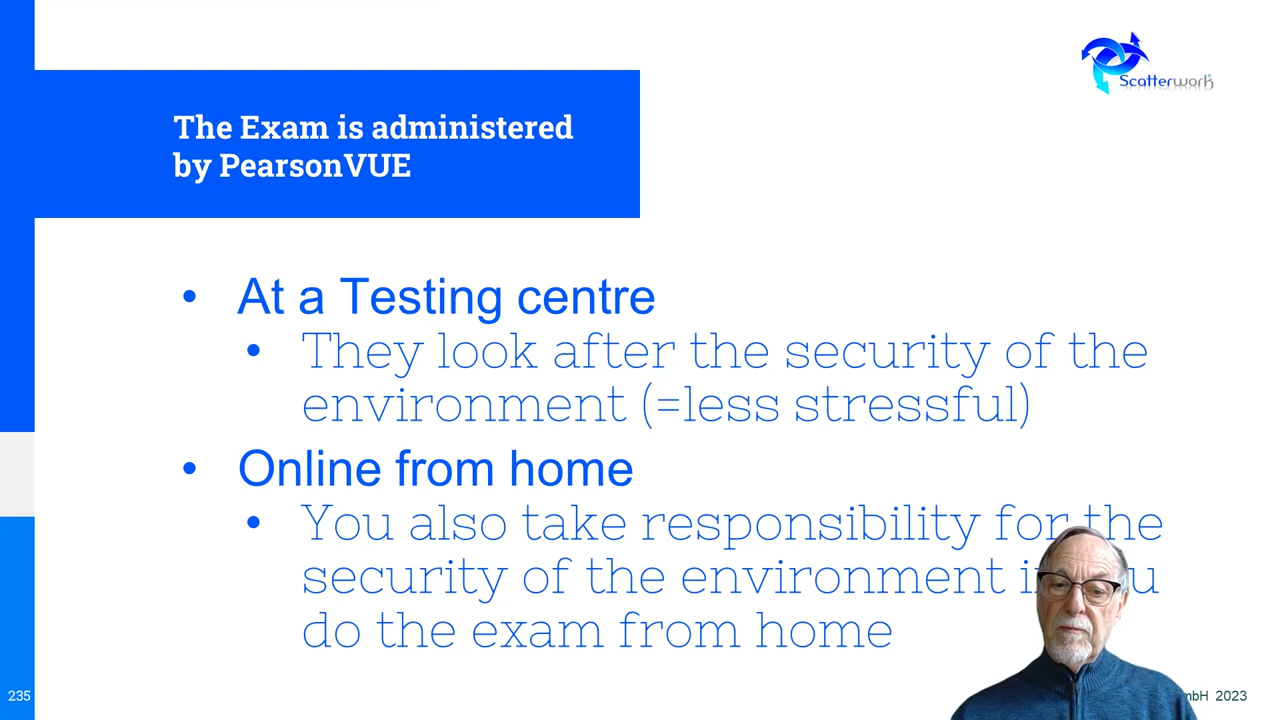 Scatterwork
The Exam is administered
by PearsonVUE
• At a Testing centre
• They look after the security of the
environment (=less stressful)
• Online from home
• You also take responsibility for the
security of the environment
do the exam from home
235
2023